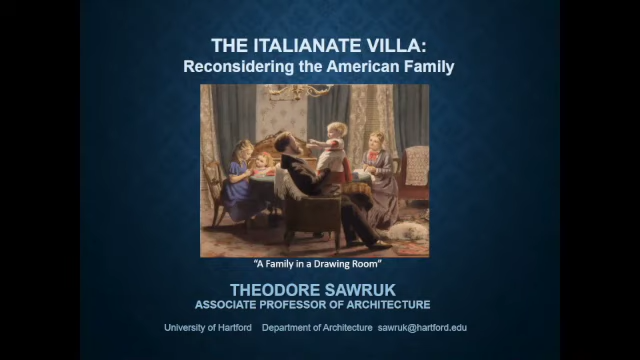 THE ITALIANATE VILLA:
Reconsidering the American Family
"A Family in a Drawing Room"
THEODORE SAWRUK
ASSOCIATE PROFESSOR OF ARCHITECTURE
University of Hartford Department of Architecture sawruk@hartford.edu